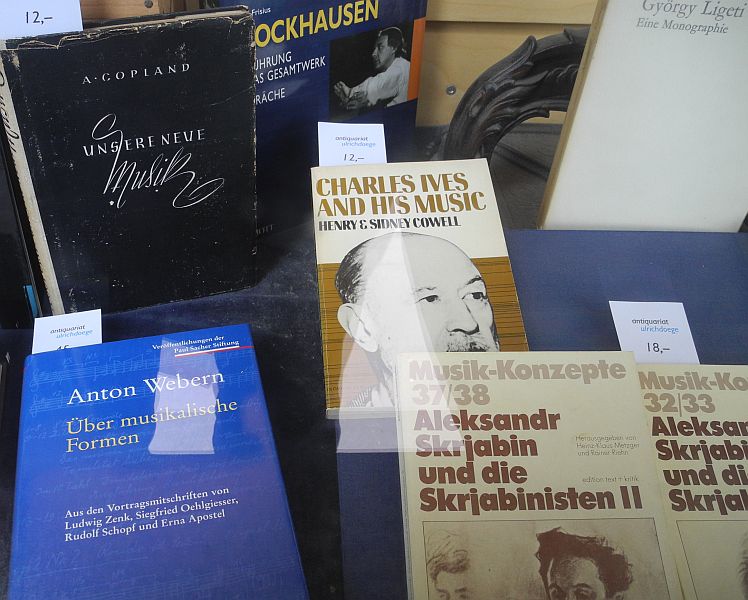 12,–
A. COPLAND
UNSERE NEUE
Musik
Frisius
OCKHAUSEN
ÜHRUNG
AS GESAMTWERK
RÄCHE
György Ligeti
Eine Monographie
antiquariat
ulrichdoege
12,–
CHARLES IVES
AND HIS MUSIC
HENRY & SIDNEY COWELL
antiquariat
ulrichdoege
18,–
antiquariat
ulrichdoege
Veröffentlichungen der
Paul Sacher Stiftung
Anton Webern
Über musikalische
Formen
Aus den Vortragsmitschriften von
Ludwig Zenk, Siegfried Oehlgiesser,
Rudolf Schopf und Erna Apostel
Musik-Konzepte
37/38
Aleksandr
Skrjabin
und die
Skrjabinisten II
Herausgegeben von
Heinz-Klaus Metzger
und Rainer Riehn
edition text + kritik
Musik-Ko
32/33
Aleksa
Skrjab
und di
Skrjab